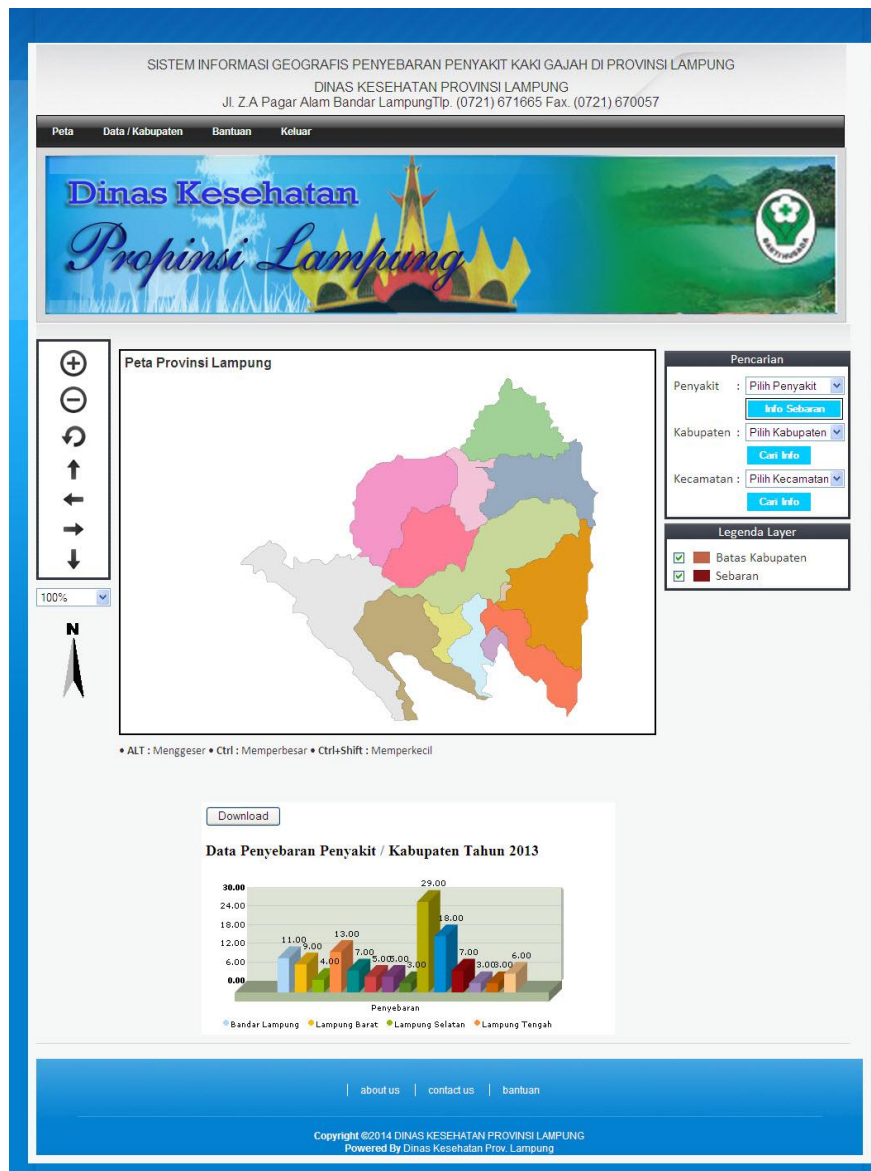 SISTEM INFORMASI GEOGRAFIS PENYEBARAN PENYAKIT KAKI GAJAH DI PROVINSI LAMPUNG
DINAS KESEHATAN PROVINSI LAMPUNG
Jl. Z.A Pagar Alam Bandar LampungTlp. (0721) 671665 Fax. (0721) 670057
Peta Data / Kabupaten Bantuan Keluar
Dinas Kesehatan
Propinsi Lampung
BAKTI HUSADA
Peta Provinsi Lampung
100%
N
Pencarian
Penyakit : Pilih Penyakit
Info Sebaran
Kabupaten : Pilih Kabupaten
Cari Info
Kecamatan : Pilih Kecamatan
Cari Info
Legenda Layer
Batas Kabupaten
Sebaran
• ALT : Menggeser • Ctrl : Memperbesar • Ctrl+Shift : Memperkecil
Download
Data Penyebaran Penyakit / Kabupaten Tahun 2013
30.00
24.00
18.00
12.00
6.00
0.00
11.00 9.00 4.00 13.00 7.00 5.00 5.00 3.00 29.00 18.00 7.00 3.00 3.00 6.00
Penyebaran
Bandar Lampung Lampung Barat Lampung Selatan Lampung Tengah
about us | contact us | bantuan
Copyright ©2014 DINAS KESEHATAN PROVINSI LAMPUNG
Powered By Dinas Kesehatan Prov. Lampung